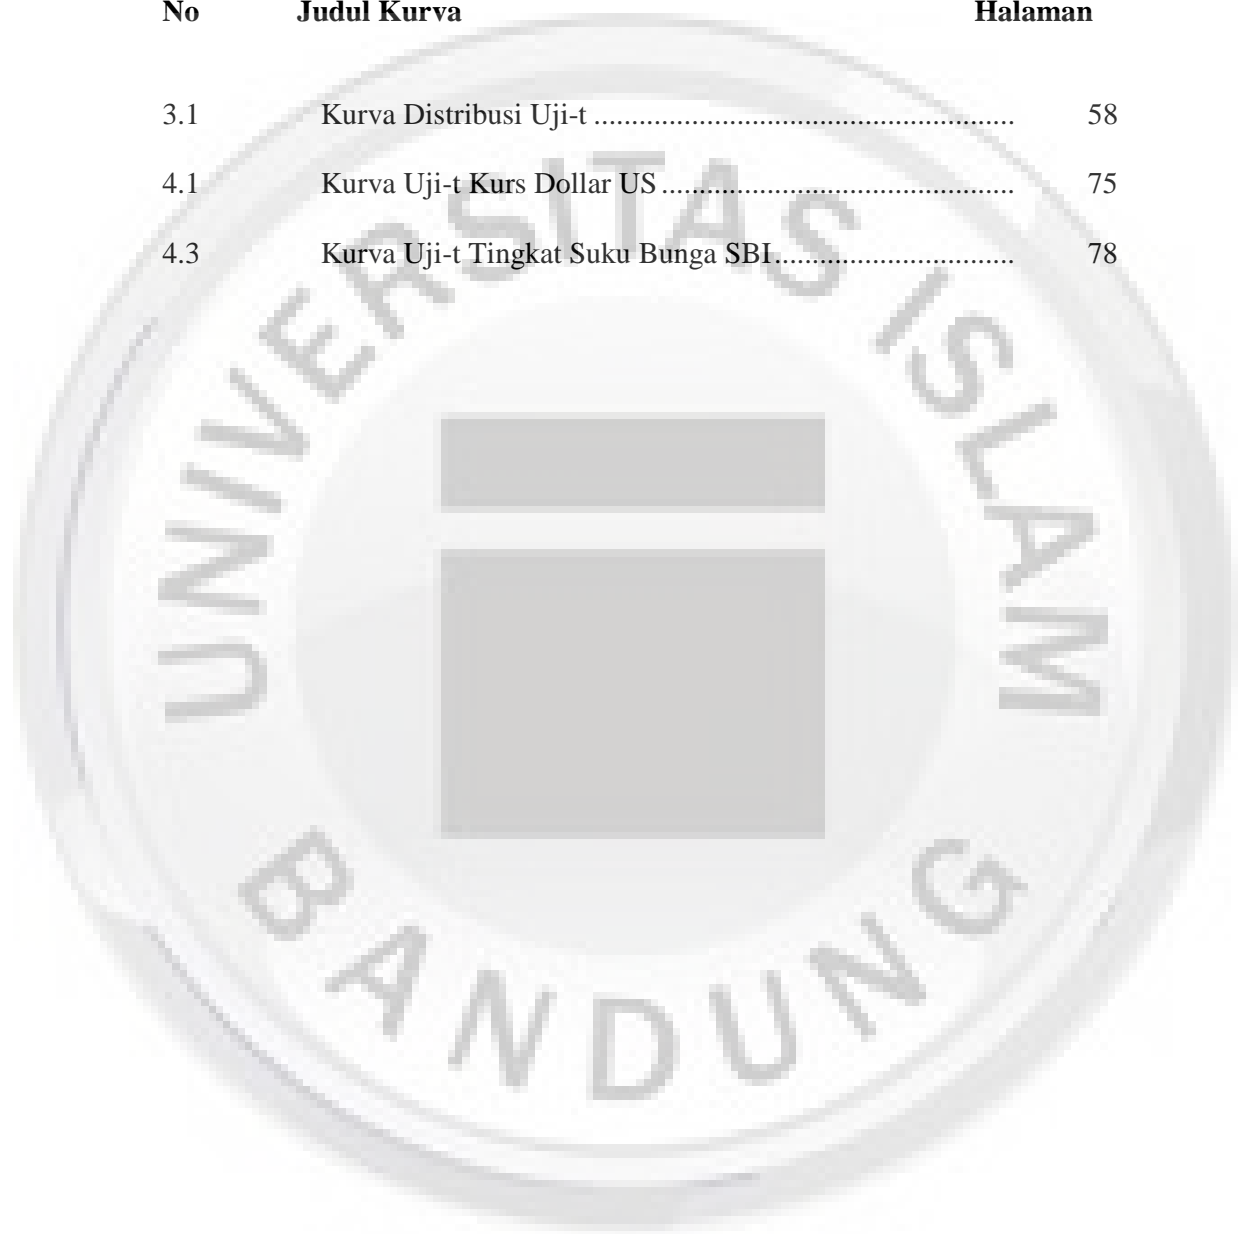 No Judul Kurva Halaman
3.1 Kurva Distribusi Uji-t ........................................................ 58
4.1 Kurva Uji-t Kurs Dollar US ............................................... 75
4.3 Kurva Uji-t Tingkat Suku Bunga SBI................................ 78
UNIVERSITAS ISLAM
BANDUNG